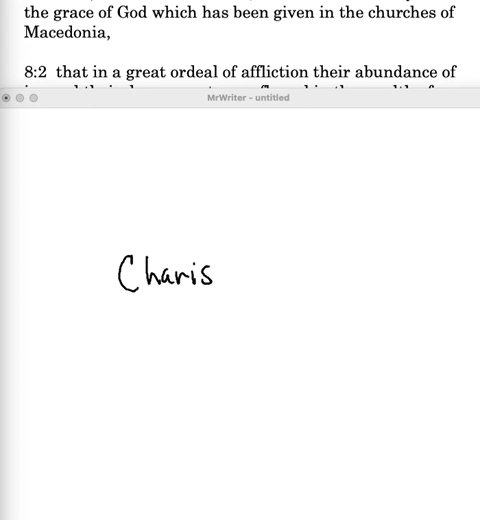 the grace of God which has been given in the churches of
Macedonia,
8:2 that in a great ordeal of affliction their abundance of
MrWriter - untitled
Charis